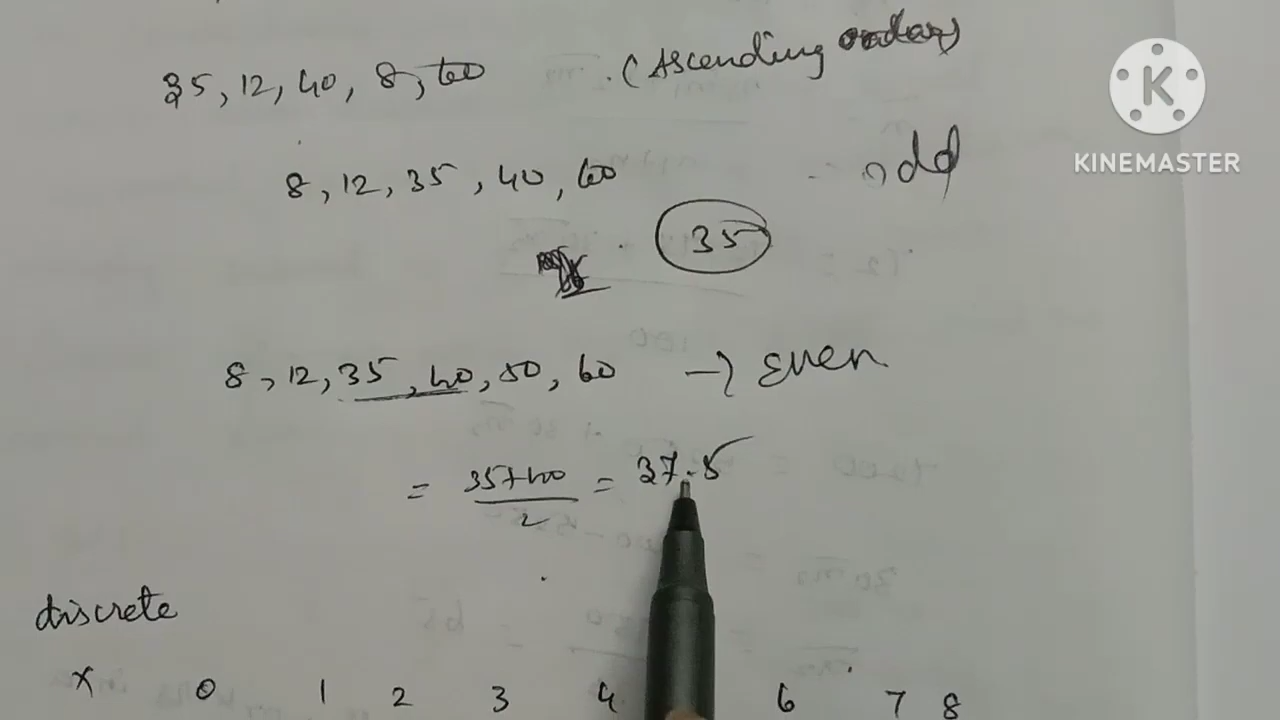 35, 12, 40, 8, 60 (Ascending order)
8, 12, 35, 40, 60 odd
35
8, 12, 35, 40, 50, 60 → Even
= 35+40 / 2 = 37.5
discrete
x 0 1 2 3 4 6 7 8
KINEMASTER